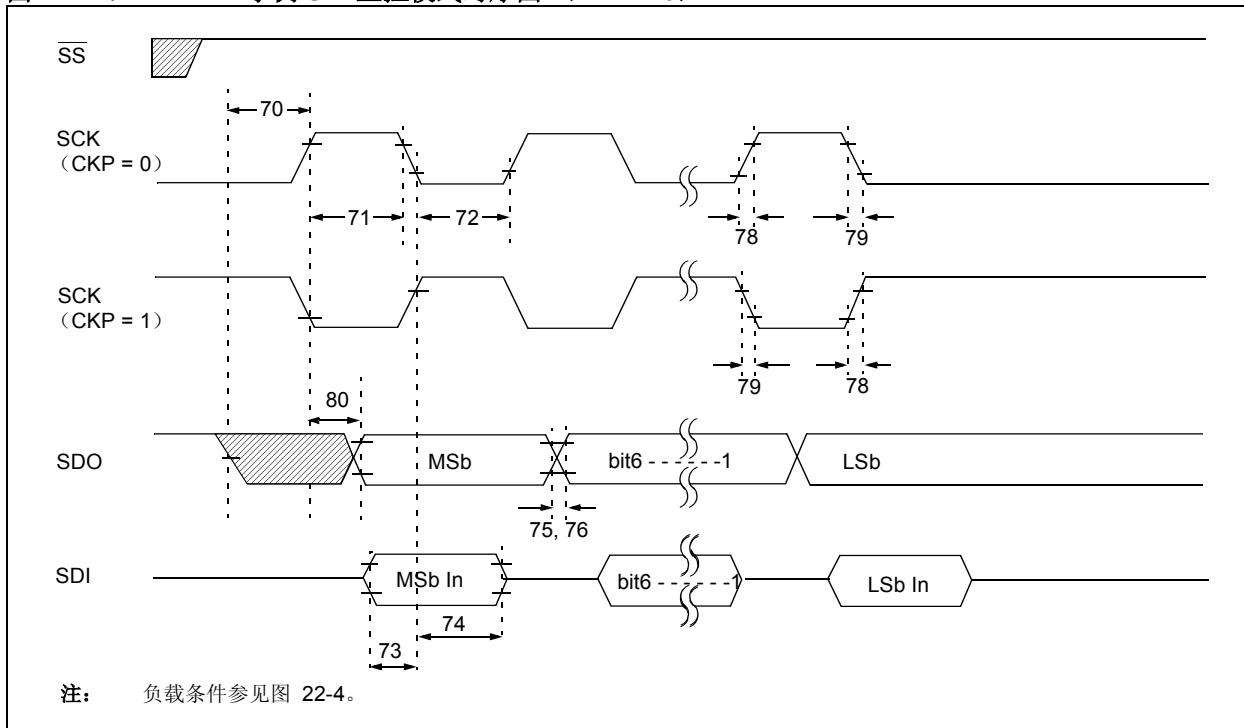 SS
70
SCK
（CKP = 0）
71
72
78
79
SCK
（CKP = 1）
79
78
80
SDO
MSb
bit6 - - - - - -1
LSb
75, 76
SDI
MSb In
bit6 - - - - - -1
LSb In
74
73
注： 负载条件参见图 22-4。